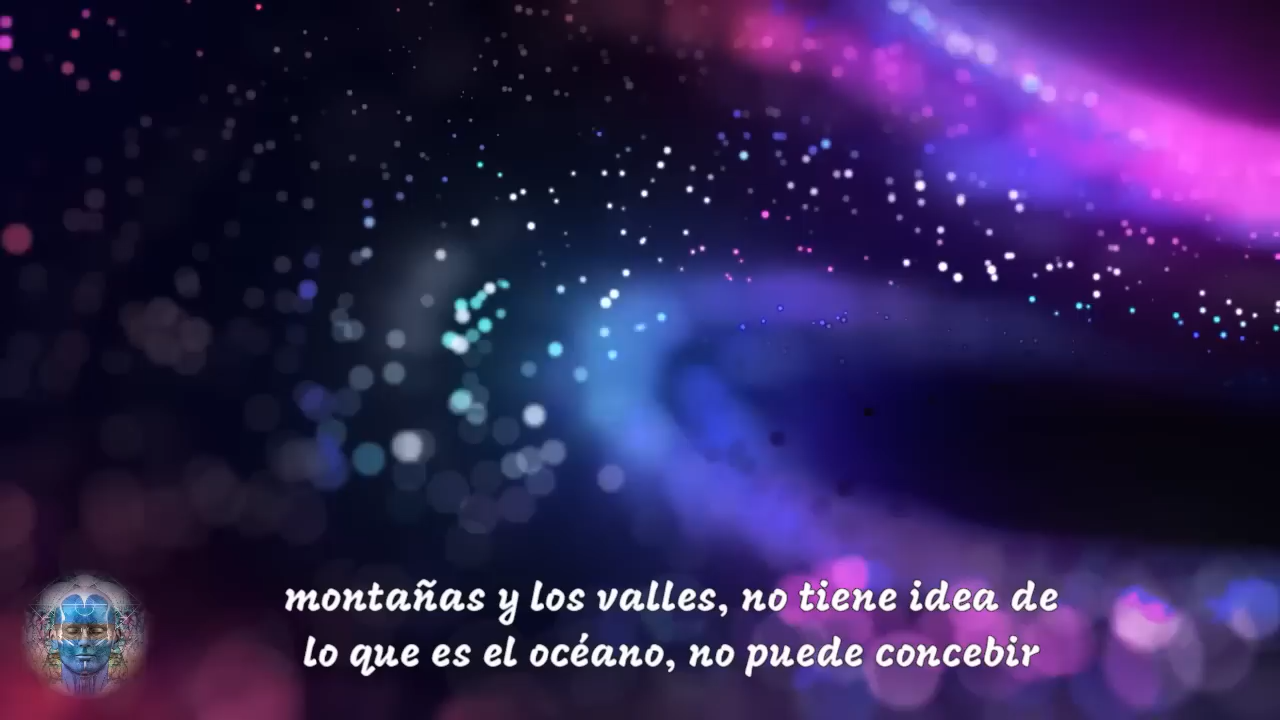 montañas y los valles, no tiene idea de
lo que es el océano, no puede concebir